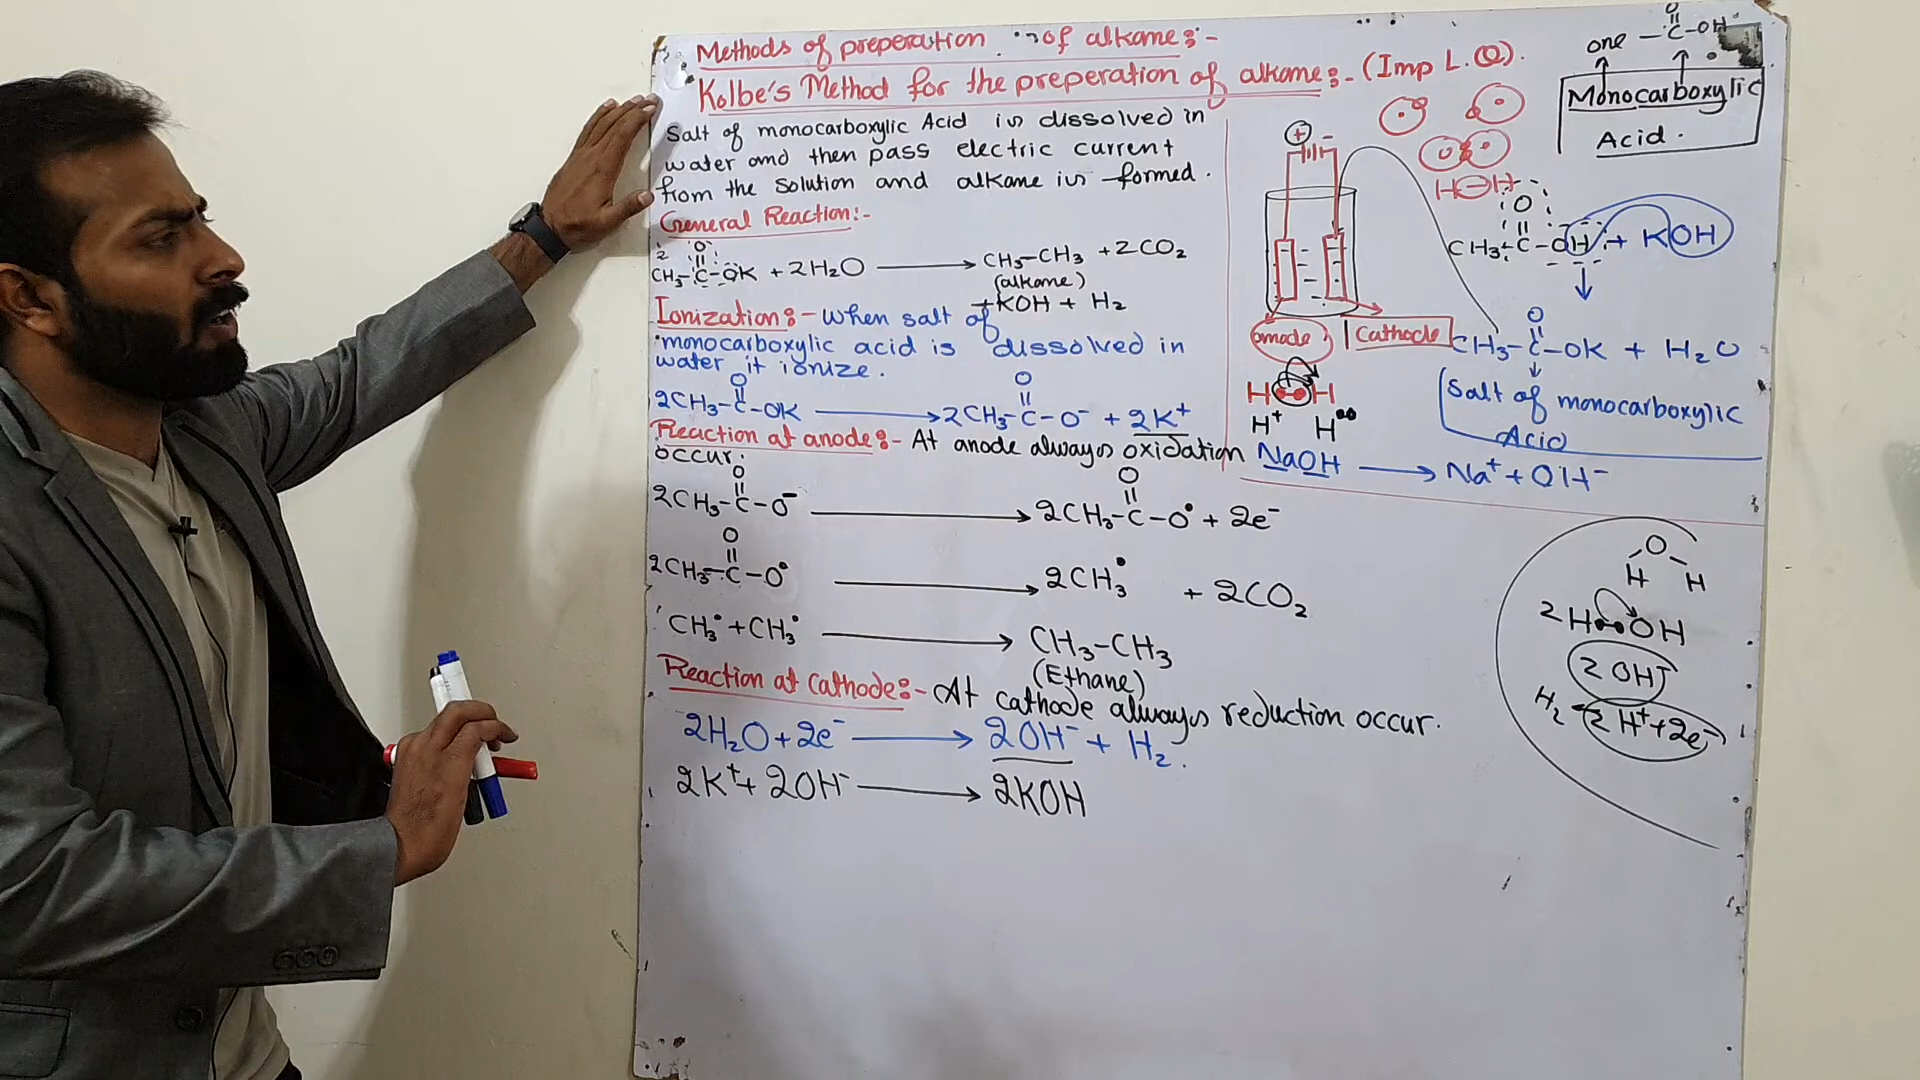 Methods of preperation of alkane:-
Kolbe's Method for the preperation of alkane:- (Imp L.Q).
Salt of monocarboxylic Acid is dissolved in
water and then pass electric current
from the solution and alkane is formed.
General Reaction:-
2
O
CH3-C-OK + 2H2O ⟶ CH3-CH3 + 2CO2
(alkane)
+KOH + H2
Ionization:- When salt of
monocarboxylic acid is dissolved in
water it ionize.
O O
2CH3-C-OK ⟶ 2CH3-C-O⁻ + 2K⁺
Reaction at anode:- At anode always oxidation
occur.
O O
2CH3-C-O⁻ ⟶ 2CH3-C-O• + 2e⁻
O
2CH3-C-O• ⟶ 2CH3• + 2CO2
CH3• + CH3• ⟶ CH3-CH3
(Ethane)
Reaction at Cathode:- At cathode always reduction occur.
2H2O + 2e⁻ ⟶ 2OH⁻ + H2.
2K⁺ + 2OH⁻ ⟶ 2KOH
O
one -C-OH
Monocarboxylic
Acid.
+ -
anode Cathode
H-H
O
CH3-C-OH + KOH
O
CH3-C-OK + H2O
Salt of monocarboxylic
Acid
H••H
H⁺ H••
NaOH ⟶ Na⁺ + OH⁻
O
H H
2H••OH
2OH⁻
H2 2H⁺+2e⁻